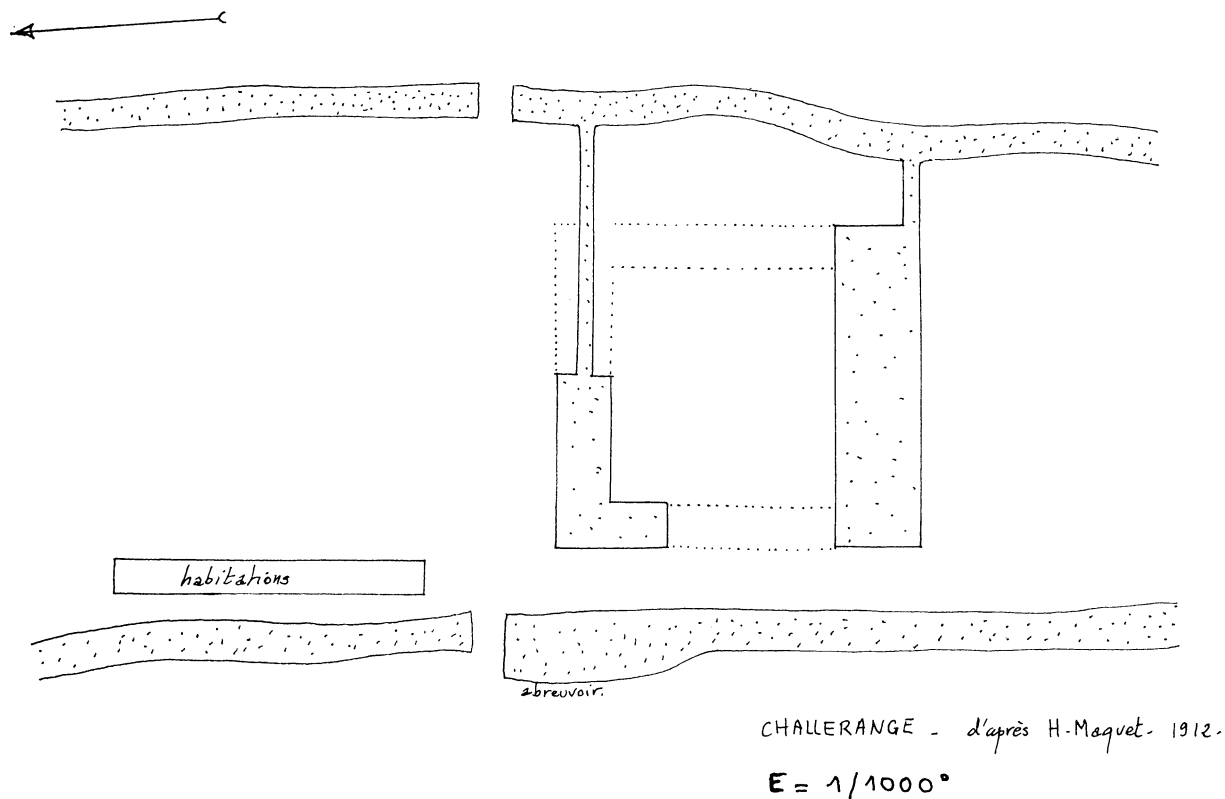 habitations
abreuvoir.
CHALLERANGE - d'après H-Maquet- 1912-
E = 1/1000°